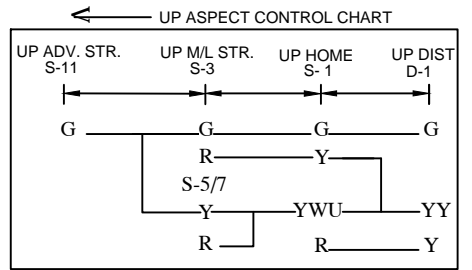 UP ASPECT CONTROL CHART
UP ADV. STR. UP M/L STR. UP HOME UP DIST
S-11 S-3 S- 1 D-1
G G G G
R Y
S-5/7
Y YWU YY
R R Y